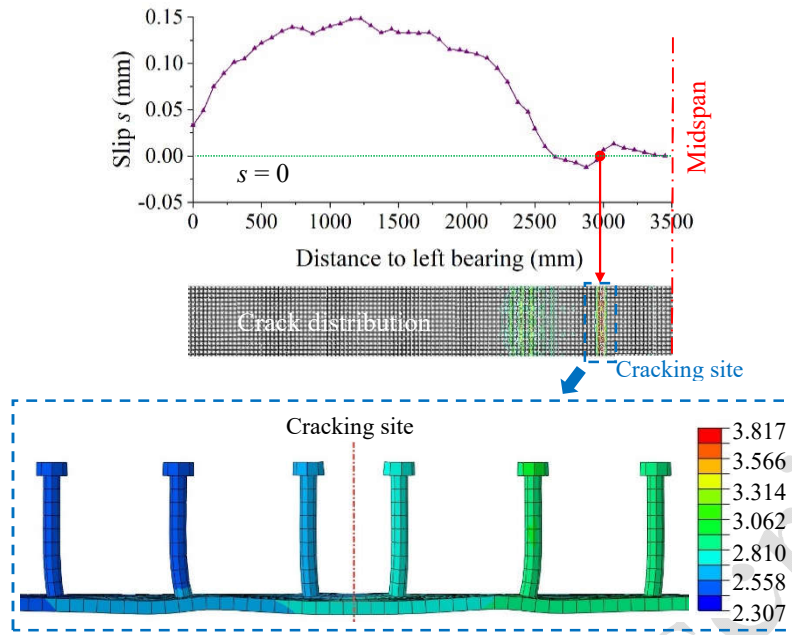 0.15
0.10
0.05
0.00
-0.05
Slip s (mm)
s = 0
Midspan
0 500 1000 1500 2000 2500 3000 3500
Distance to left bearing (mm)
Crack distribution
Cracking site
Cracking site
3.817
3.566
3.314
3.062
2.810
2.558
2.307